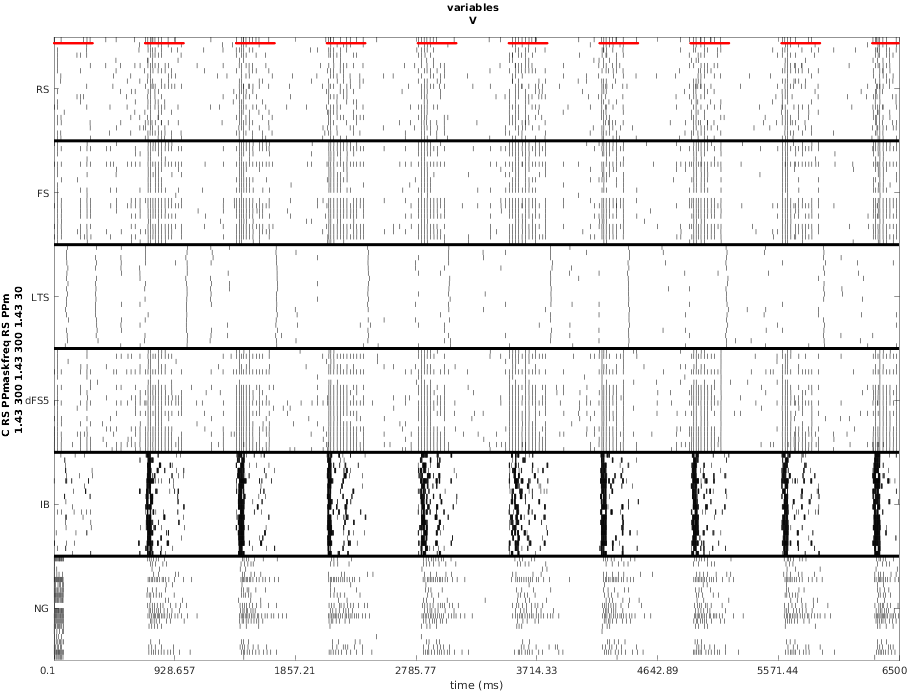 variables
V
RS
FS
LTS
dFS5
IB
NG
C RS PPmaskfreq RS PPm
1.43 300 1.43 300 1.43 30
0.1 928.657 1857.21 2785.77 3714.33 4642.89 5571.44 6500
time (ms)